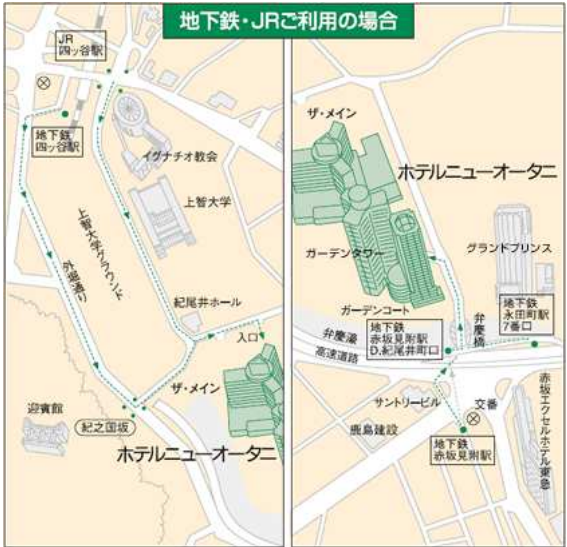 地下鉄・JRご利用の場合
JR
四ッ谷駅
地下鉄
四ッ谷駅
イグナチオ教会
上智大学
上智大学グラウンド
外堀通り
紀尾井ホール
入口
ザ・メイン
迎賓館
紀之国坂
ホテルニューオータニ
ザ・メイン
ホテルニューオータニ
ガーデンタワー
グランドプリンス
ガーデンコート
弁慶濠
高速道路
地下鉄
赤坂見附駅
D.紀尾井町口
弁慶橋
地下鉄
永田町駅
7番口
サントリービル
交番
鹿島建設
地下鉄
赤坂見附駅
赤坂エクセルホテル東急